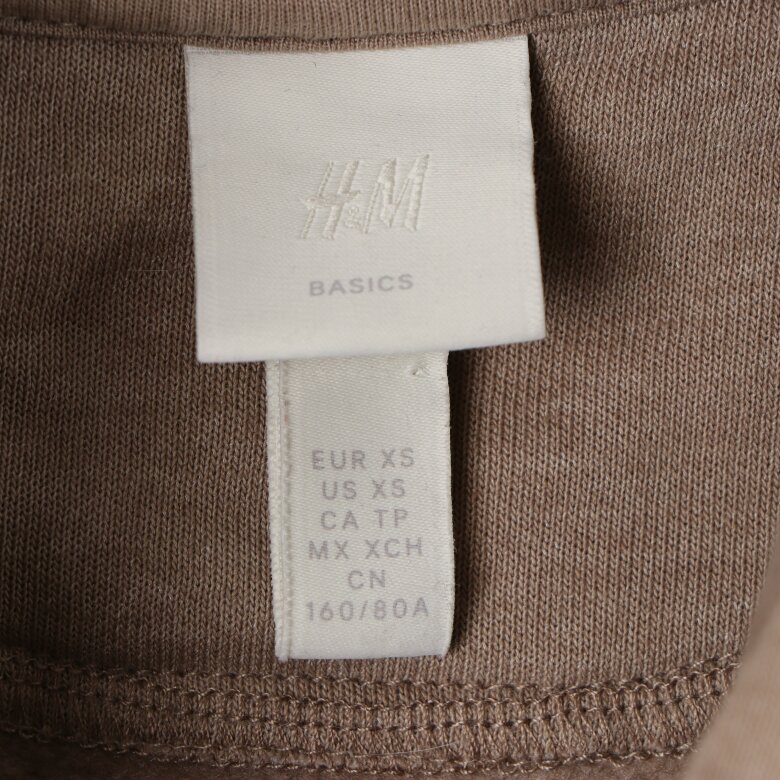 H&M
BASICS
EUR XS
US XS
CA TP
MX XCH
CN
160/80A